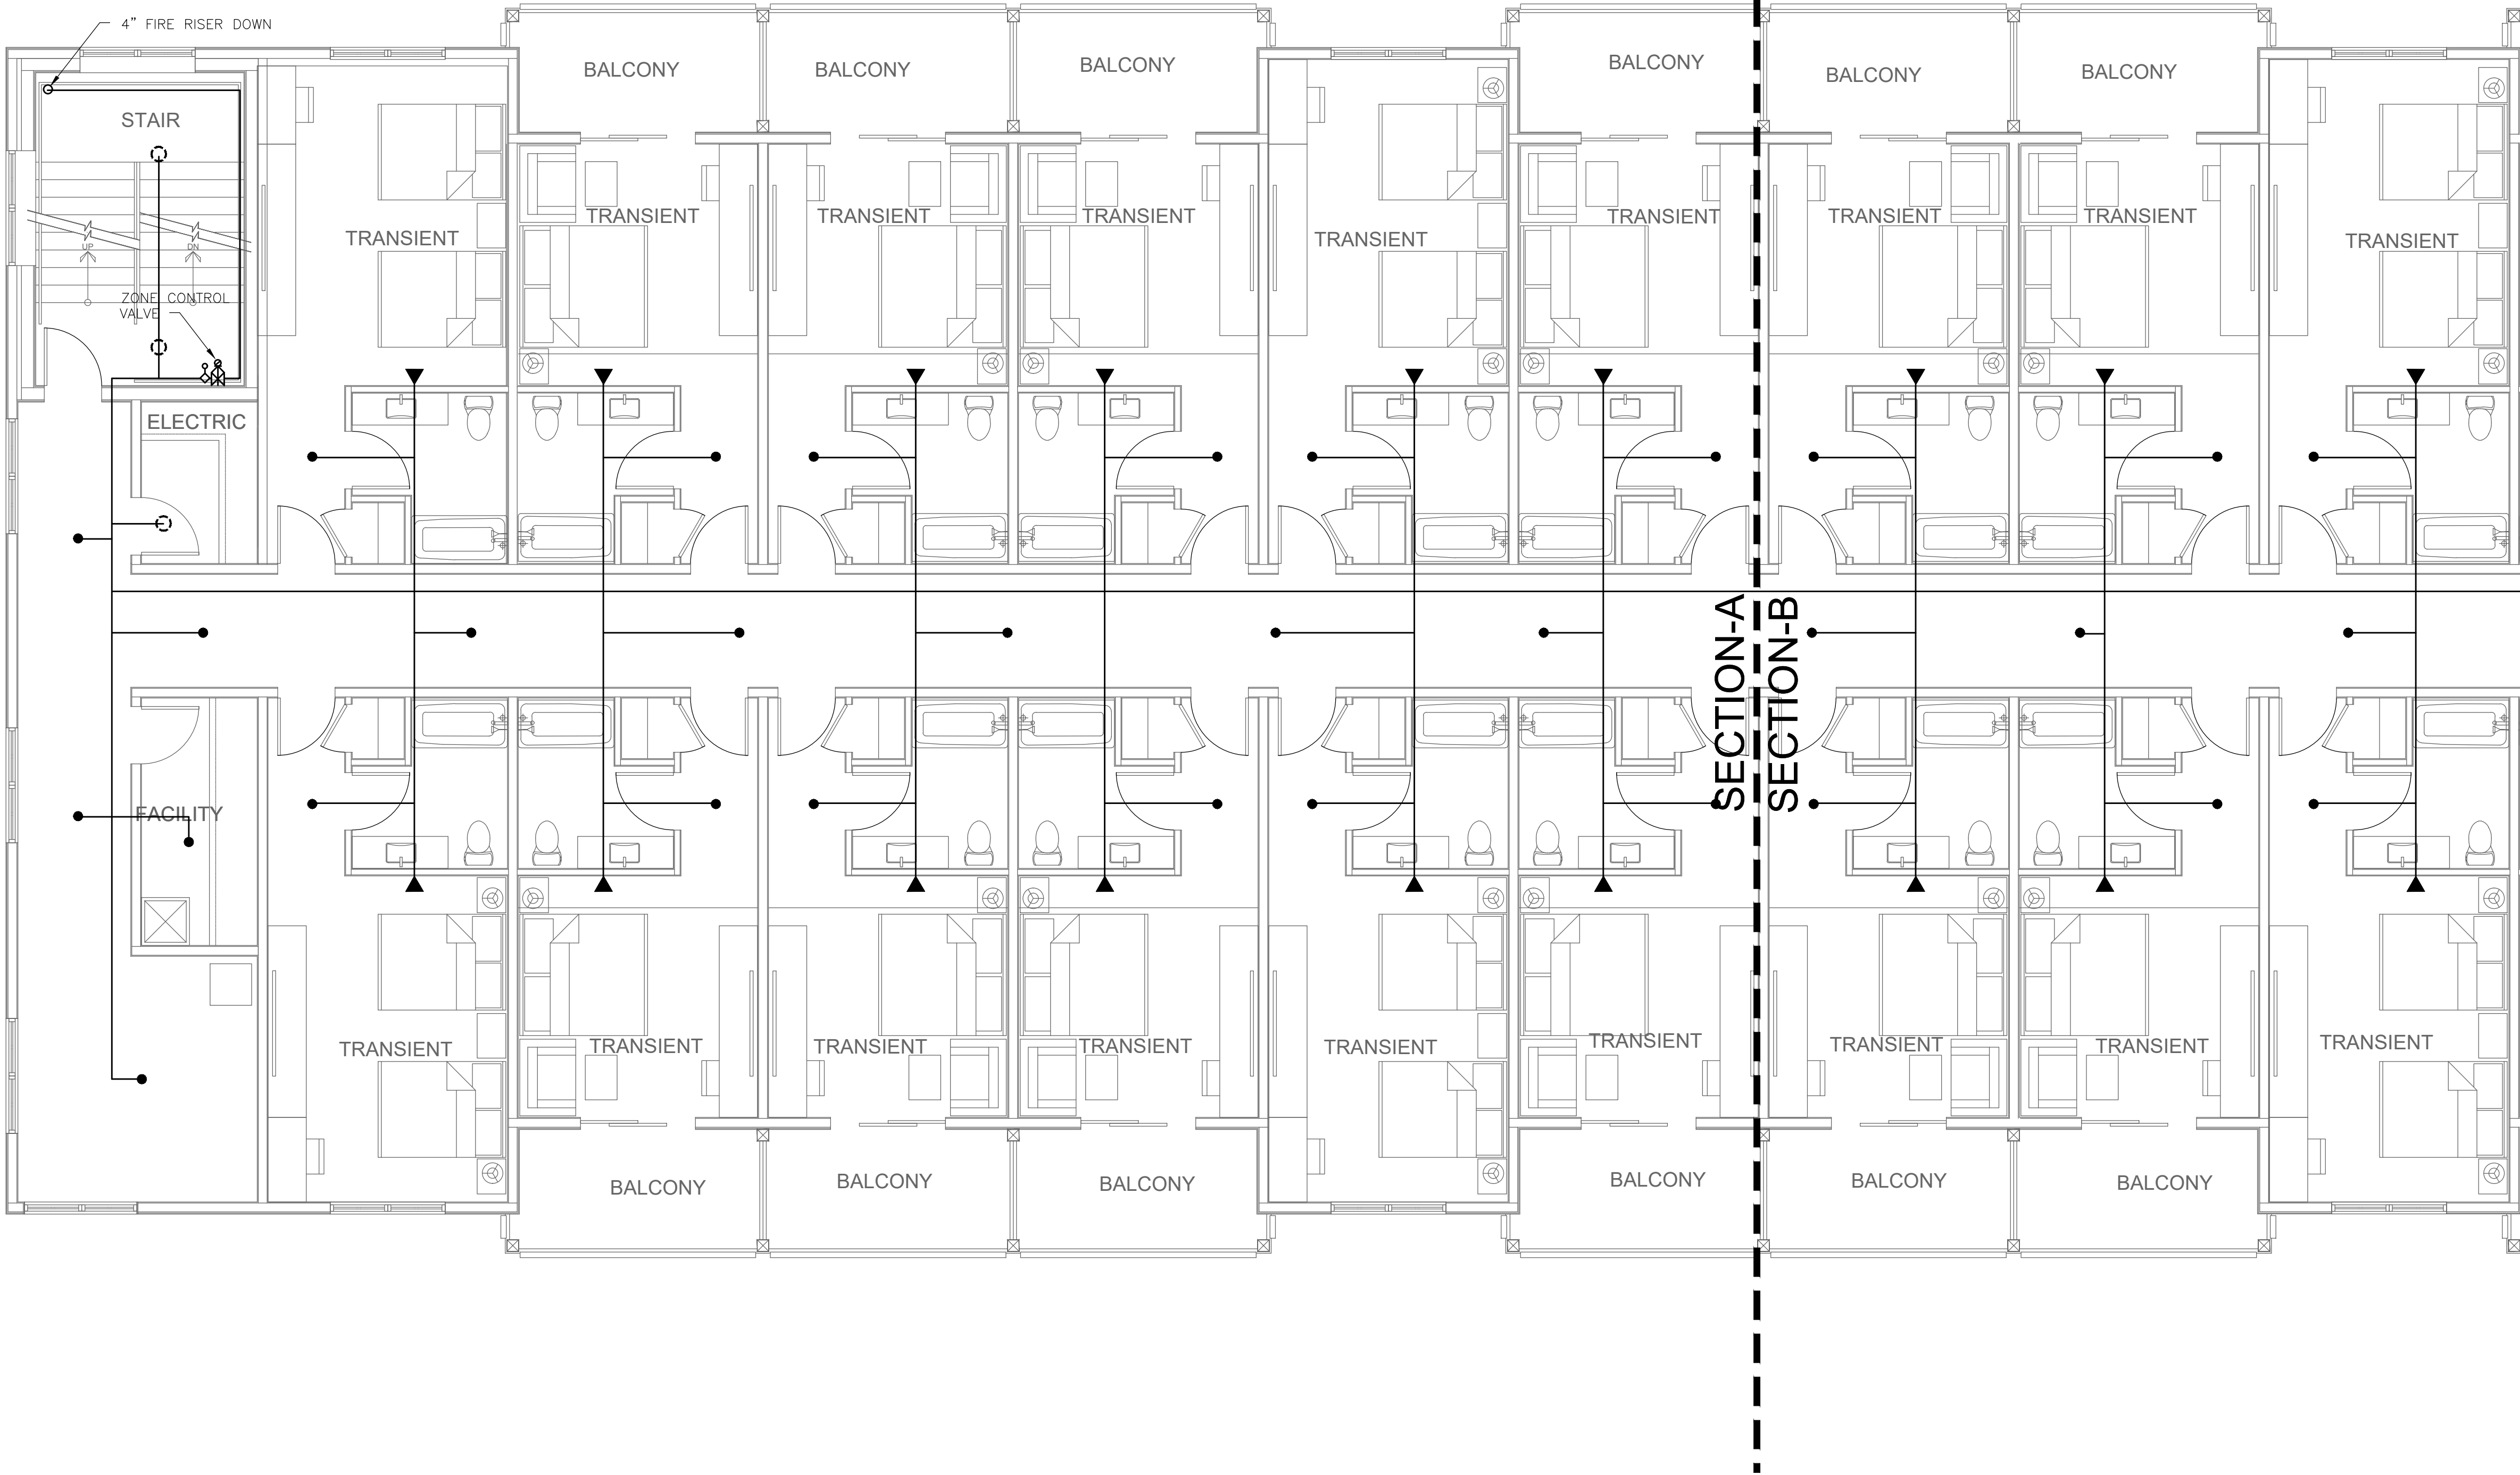 4” FIRE RISER DOWN
BALCONY
BALCONY
BALCONY
BALCONY
BALCONY
BALCONY
STAIR
TRANSIENT
TRANSIENT
TRANSIENT
TRANSIENT
TRANSIENT
TRANSIENT
TRANSIENT
TRANSIENT
TRANSIENT
UP
DN
ZONE CONTROL
VALVE
ELECTRIC
SECTION-A
SECTION-B
FACILITY
TRANSIENT
TRANSIENT
TRANSIENT
TRANSIENT
TRANSIENT
TRANSIENT
TRANSIENT
TRANSIENT
TRANSIENT
BALCONY
BALCONY
BALCONY
BALCONY
BALCONY
BALCONY